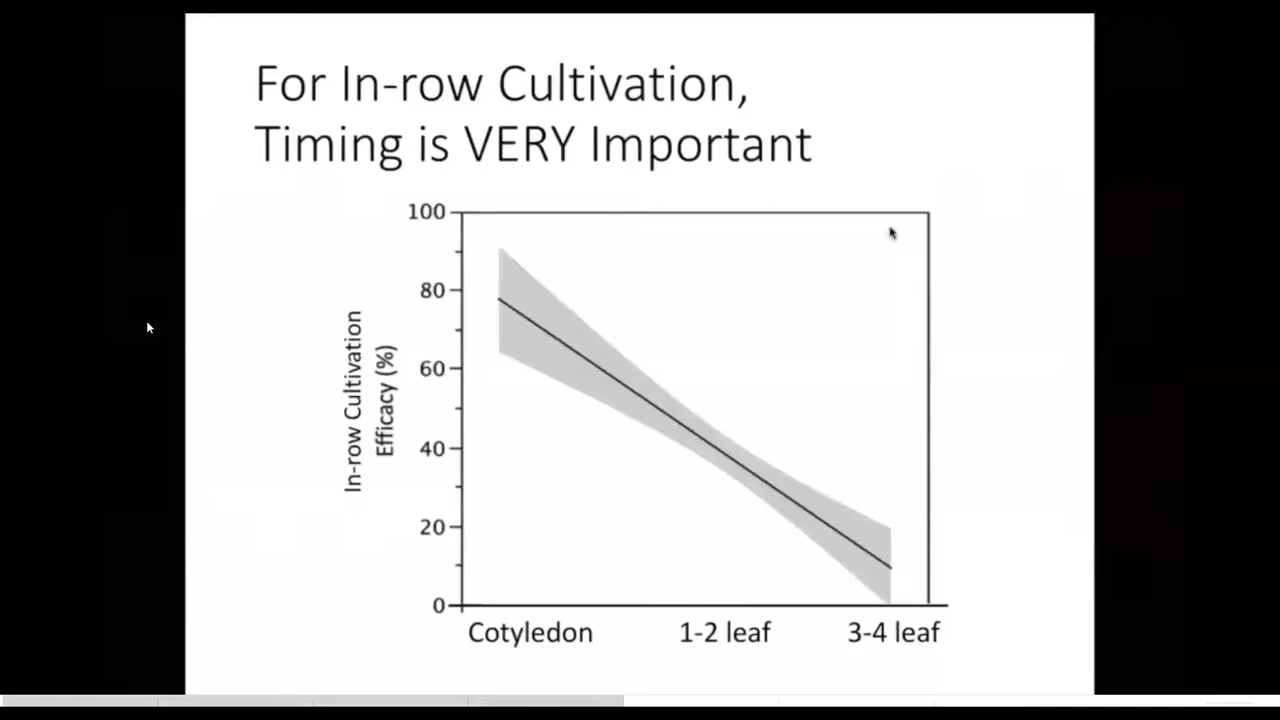 For In-row Cultivation,
Timing is VERY Important
100
80
60
40
20
0
In-row Cultivation
Efficacy (%)
Cotyledon
1-2 leaf
3-4 leaf